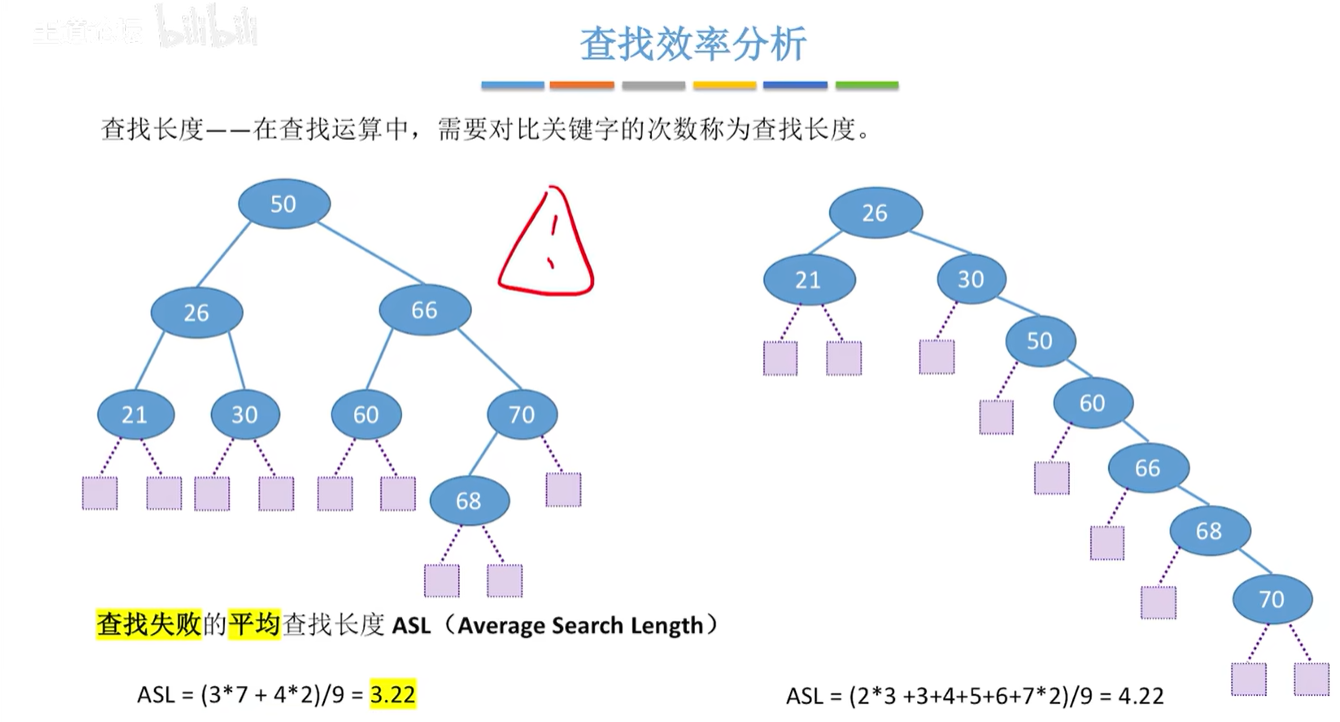 王道论坛 bilibili
查找效率分析
查找长度——在查找运算中，需要对比关键字的次数称为查找长度。
50
26 66
21 30 60 70
68
26
21 30
50
60
66
68
70
查找失败的平均查找长度 ASL（Average Search Length）
ASL = (3*7 + 4*2)/9 = 3.22
ASL = (2*3 +3+4+5+6+7*2)/9 = 4.22